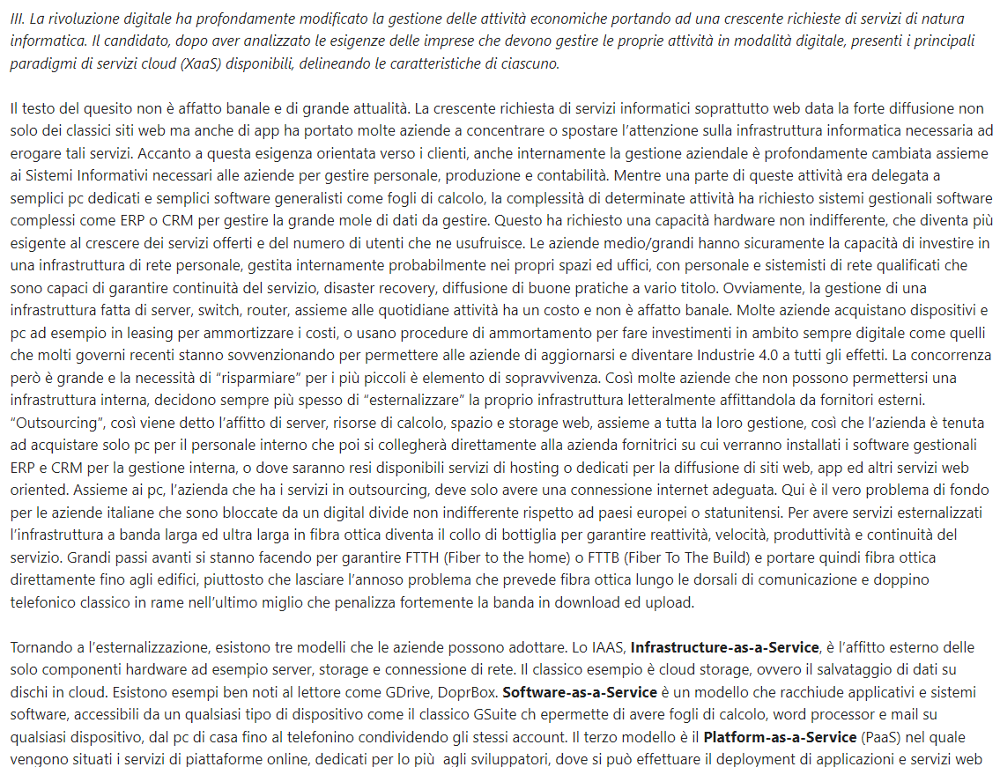 III. La rivoluzione digitale ha profondamente modificato la gestione delle attività economiche portando ad una crescente richieste di servizi di natura
informatica. Il candidato, dopo aver analizzato le esigenze delle imprese che devono gestire le proprie attività in modalità digitale, presenti i principali
paradigmi di servizi cloud (XaaS) disponibili, delineando le caratteristiche di ciascuno.
Il testo del quesito non è affatto banale e di grande attualità. La crescente richiesta di servizi informatici soprattutto web data la forte diffusione non
solo dei classici siti web ma anche di app ha portato molte aziende a concentrare o spostare l’attenzione sulla infrastruttura informatica necessaria ad
erogare tali servizi. Accanto a questa esigenza orientata verso i clienti, anche internamente la gestione aziendale è profondamente cambiata assieme
ai Sistemi Informativi necessari alle aziende per gestire personale, produzione e contabilità. Mentre una parte di queste attività era delegata a
semplici pc dedicati e semplici software generalisti come fogli di calcolo, la complessità di determinate attività ha richiesto sistemi gestionali software
complessi come ERP o CRM per gestire la grande mole di dati da gestire. Questo ha richiesto una capacità hardware non indifferente, che diventa più
esigente al crescere dei servizi offerti e del numero di utenti che ne usufruisce. Le aziende medio/grandi hanno sicuramente la capacità di investire in
una infrastruttura di rete personale, gestita internamente probabilmente nei propri spazi ed uffici, con personale e sistemisti di rete qualificati che
sono capaci di garantire continuità del servizio, disaster recovery, diffusione di buone pratiche a vario titolo. Ovviamente, la gestione di una
infrastruttura fatta di server, switch, router, assieme alle quotidiane attività ha un costo e non è affatto banale. Molte aziende acquistano dispositivi e
pc ad esempio in leasing per ammortizzare i costi, o usano procedure di ammortamento per fare investimenti in ambito sempre digitale come quelli
che molti governi recenti stanno sovvenzionando per permettere alle aziende di aggiornarsi e diventare Industrie 4.0 a tutti gli effetti. La concorrenza
però è grande e la necessità di “risparmiare” per i più piccoli è elemento di sopravvivenza. Così molte aziende che non possono permettersi una
infrastruttura interna, decidono sempre più spesso di “esternalizzare” la proprio infrastruttura letteralmente affittandola da fornitori esterni.
“Outsourcing”, così viene detto l’affitto di server, risorse di calcolo, spazio e storage web, assieme a tutta la loro gestione, così che l’azienda è tenuta
ad acquistare solo pc per il personale interno che poi si collegherà direttamente alla azienda fornitrici su cui verranno installati i software gestionali
ERP e CRM per la gestione interna, o dove saranno resi disponibili servizi di hosting o dedicati per la diffusione di siti web, app ed altri servizi web
oriented. Assieme ai pc, l’azienda che ha i servizi in outsourcing, deve solo avere una connessione internet adeguata. Qui è il vero problema di fondo
per le aziende italiane che sono bloccate da un digital divide non indifferente rispetto ad paesi europei o statunitensi. Per avere servizi esternalizzati
l’infrastruttura a banda larga ed ultra larga in fibra ottica diventa il collo di bottiglia per garantire reattività, velocità, produttività e continuità del
servizio. Grandi passi avanti si stanno facendo per garantire FTTH (Fiber to the home) o FTTB (Fiber To The Build) e portare quindi fibra ottica
direttamente fino agli edifici, piuttosto che lasciare l’annoso problema che prevede fibra ottica lungo le dorsali di comunicazione e doppino
telefonico classico in rame nell’ultimo miglio che penalizza fortemente la banda in download ed upload.
Tornando a l’esternalizzazione, esistono tre modelli che le aziende possono adottare. Lo IAAS, Infrastructure-as-a-Service, è l’affitto esterno delle
solo componenti hardware ad esempio server, storage e connessione di rete. Il classico esempio è cloud storage, ovvero il salvataggio di dati su
dischi in cloud. Esistono esempi ben noti al lettore come GDrive, DoprBox. Software-as-a-Service è un modello che racchiude applicativi e sistemi
software, accessibili da un qualsiasi tipo di dispositivo come il classico GSuite ch epermette di avere fogli di calcolo, word processor e mail su
qualsiasi dispositivo, dal pc di casa fino al telefonino condividendo gli stessi account. Il terzo modello è il Platform-as-a-Service (PaaS) nel quale
vengono situati i servizi di piattaforme online, dedicati per lo più agli sviluppatori, dove si può effettuare il deployment di applicazioni e servizi web